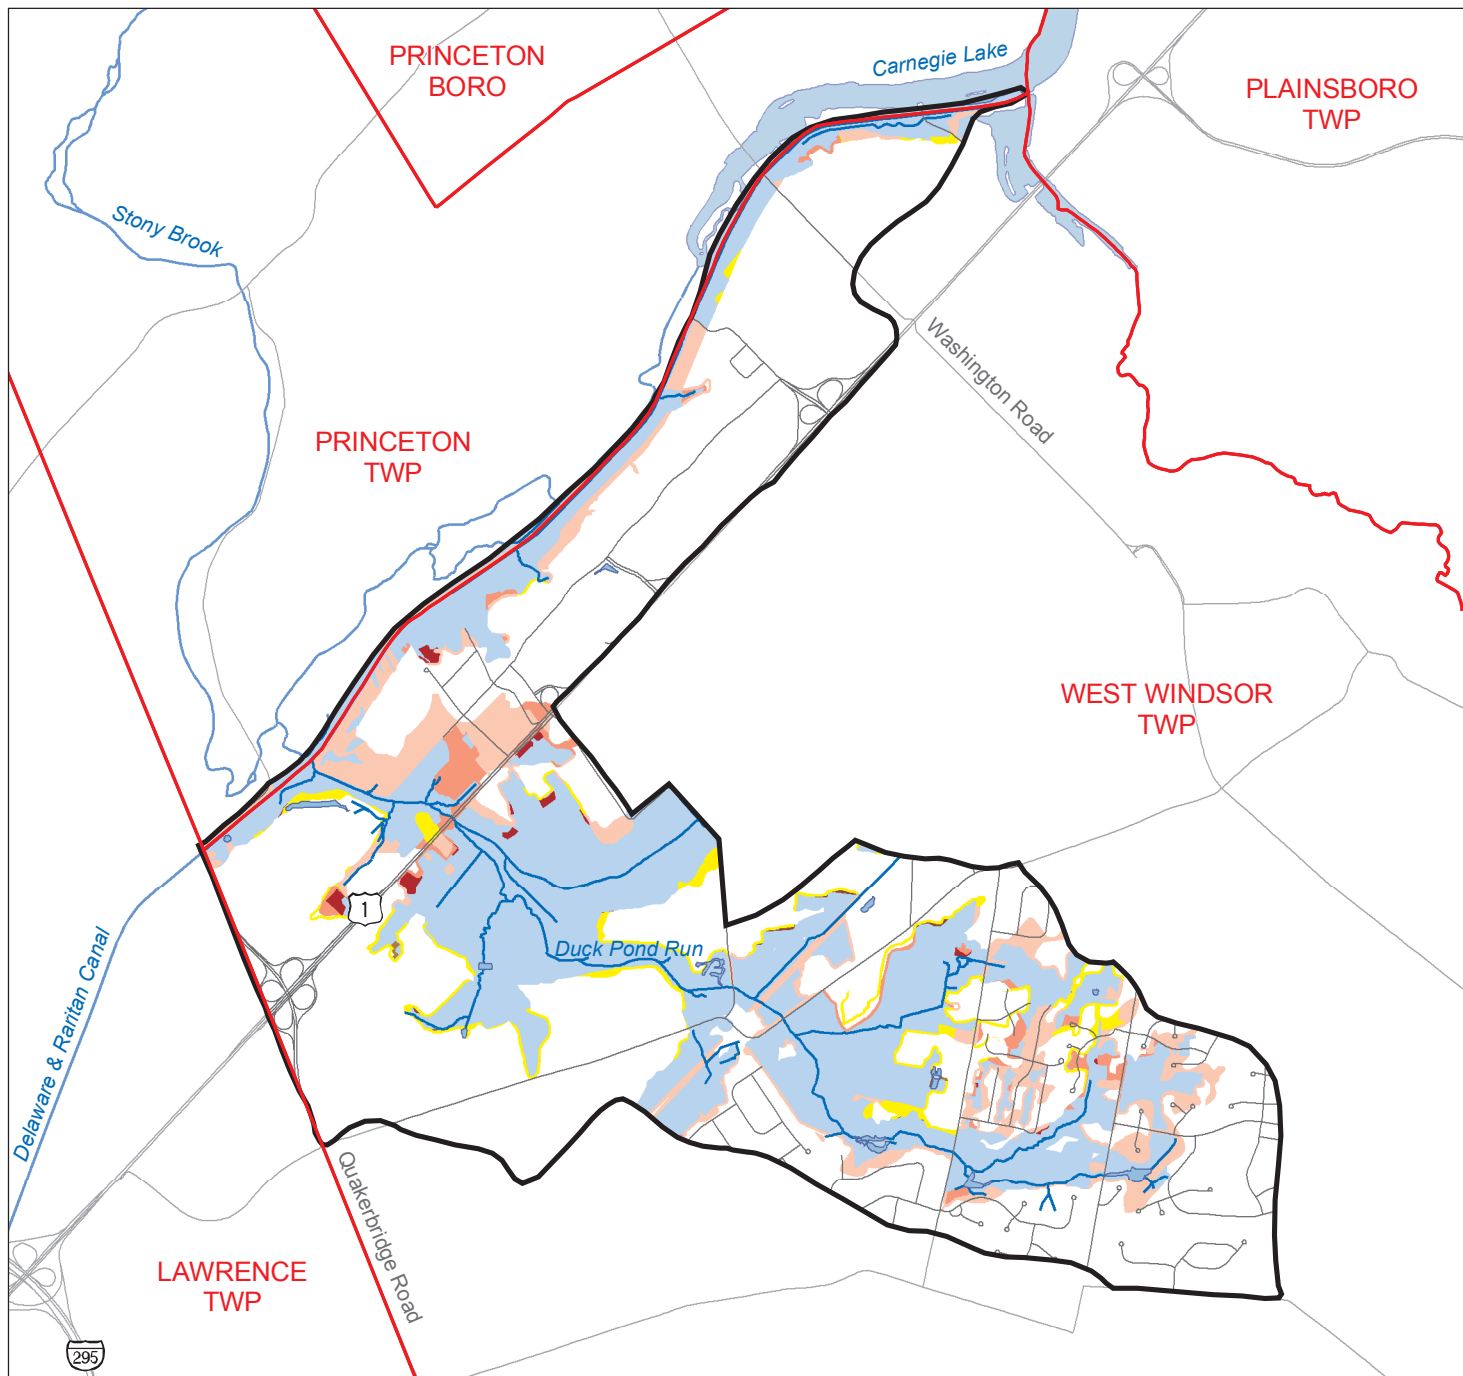 PRINCETON
BORO
Carnegie Lake
PLAINSBORO
TWP
Stony Brook
Washington Road
PRINCETON
TWP
WEST WINDSOR
TWP
1
Duck Pond Run
Delaware & Raritan Canal
Quakerbridge Road
LAWRENCE
TWP
295